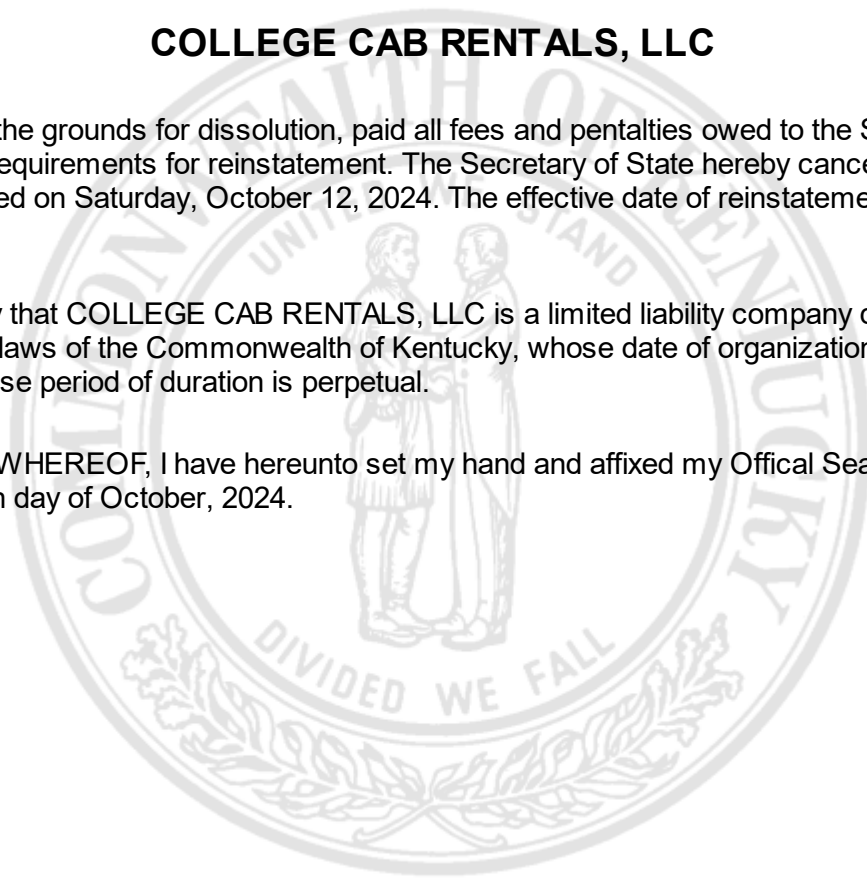 COLLEGE CAB RENTALS, LLC
the grounds for dissolution, paid all fees and pentalties owed to the
equirements for reinstatement. The Secretary of State hereby cance
ed on Saturday, October 12, 2024. The effective date of reinstateme
that COLLEGE CAB RENTALS, LLC is a limited liability company
laws of the Commonwealth of Kentucky, whose date of organization
se period of duration is perpetual.
WHEREOF, I have hereunto set my hand and affixed my Offical Sea
day of October, 2024.
COMMONWEALTH OF KENTUCKY
UNITED WE STAND
DIVIDED WE FALL